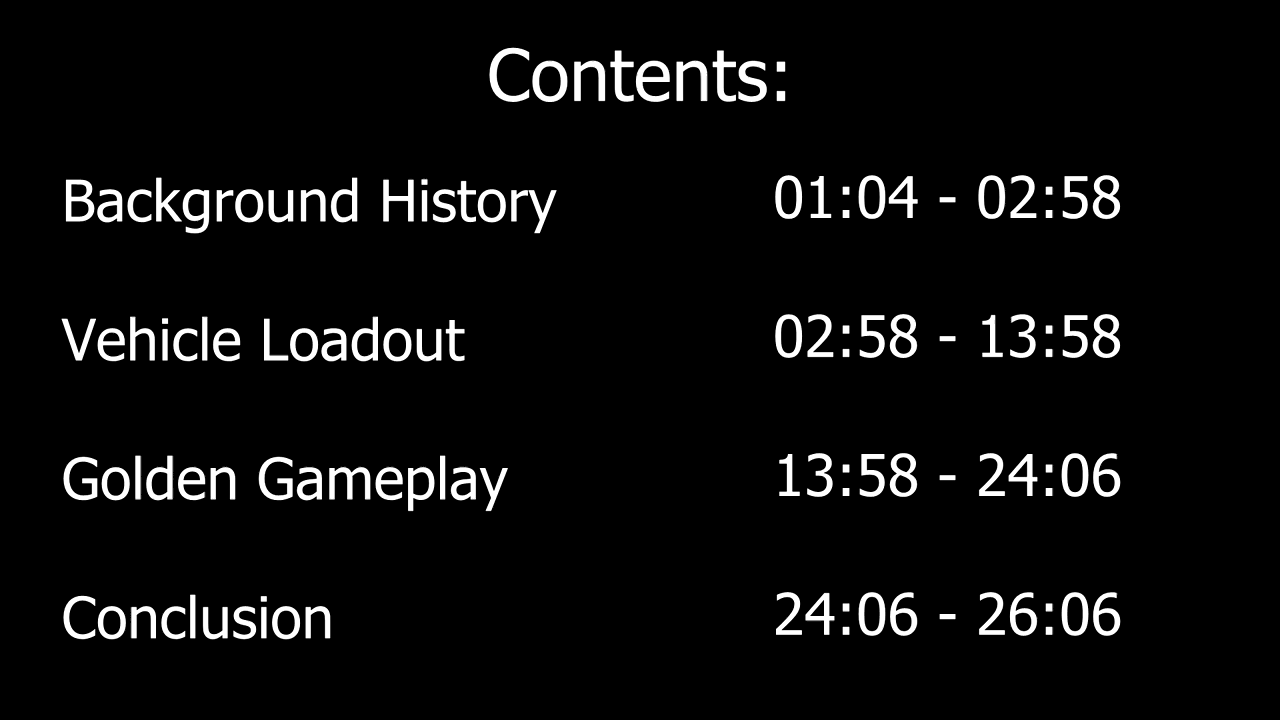 Contents:
Background History 01:04 - 02:58
Vehicle Loadout 02:58 - 13:58
Golden Gameplay 13:58 - 24:06
Conclusion 24:06 - 26:06